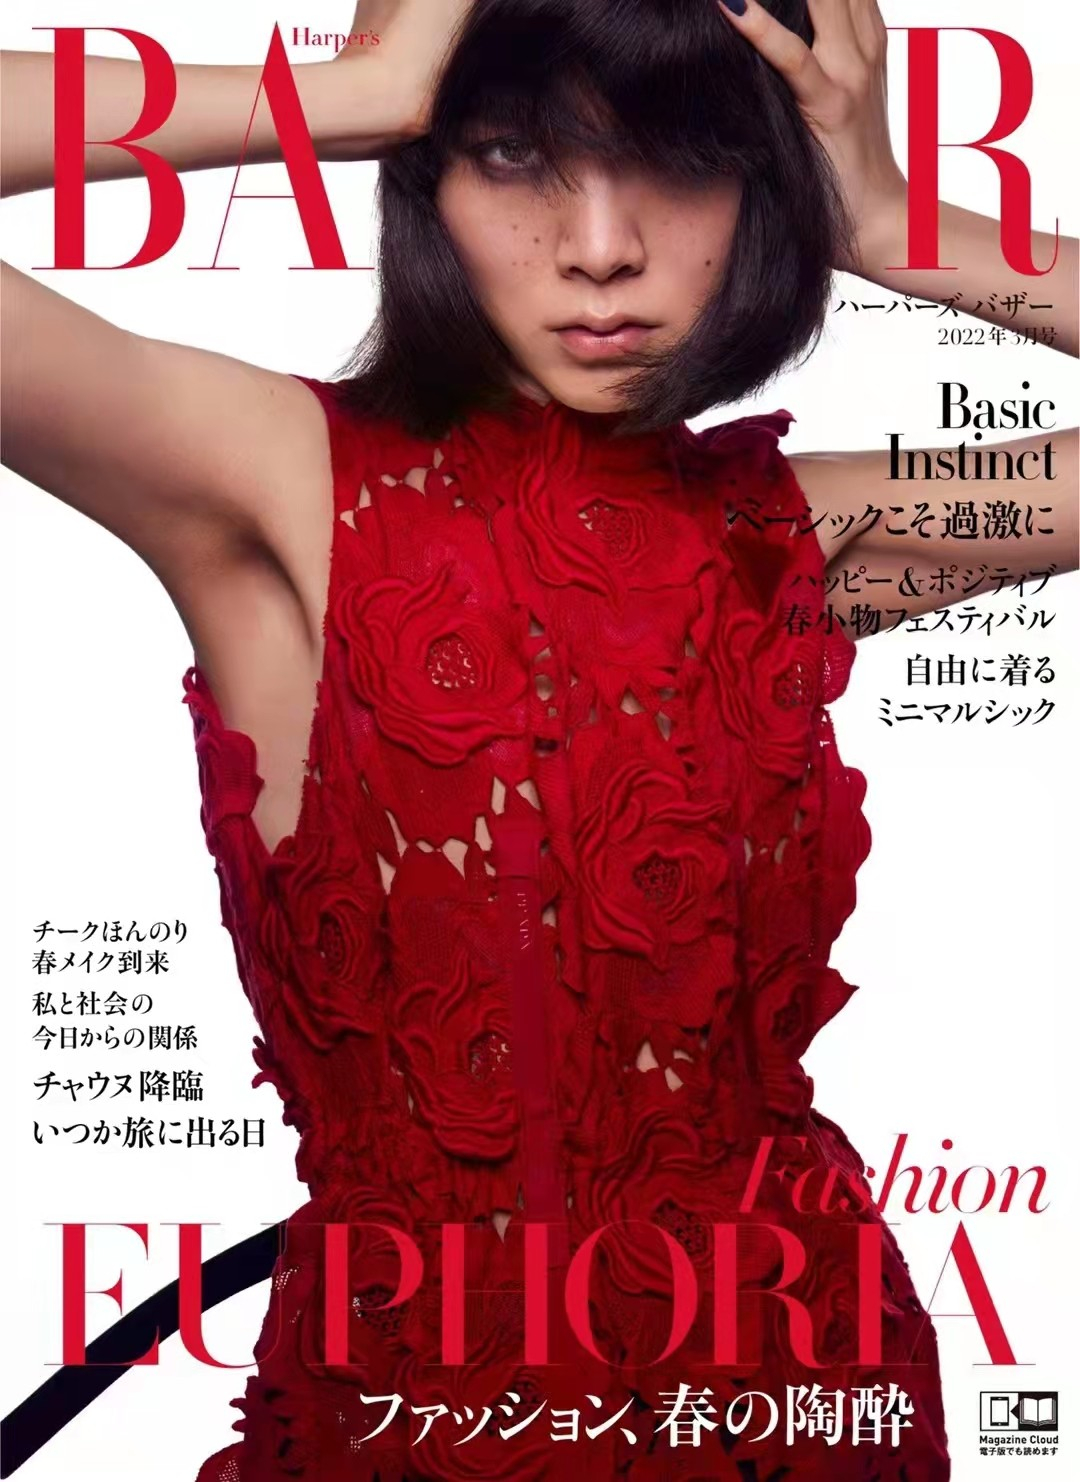 Harper's
BA R
ハーパーズ バザー
2022年3月号
Basic
Instinct
ベーシックこそ過激に
ハッピー&ポジティブ
春小物フェスティバル
自由に着る
ミニマルシック
PRADA
チークほんのり
春メイク到来
私と社会の
今日からの関係
チャウヌ降臨
いつか旅に出る日
Fashion
EUPHORIA
ファッション、春の陶酔
Magazine Cloud
電子版でも読めます